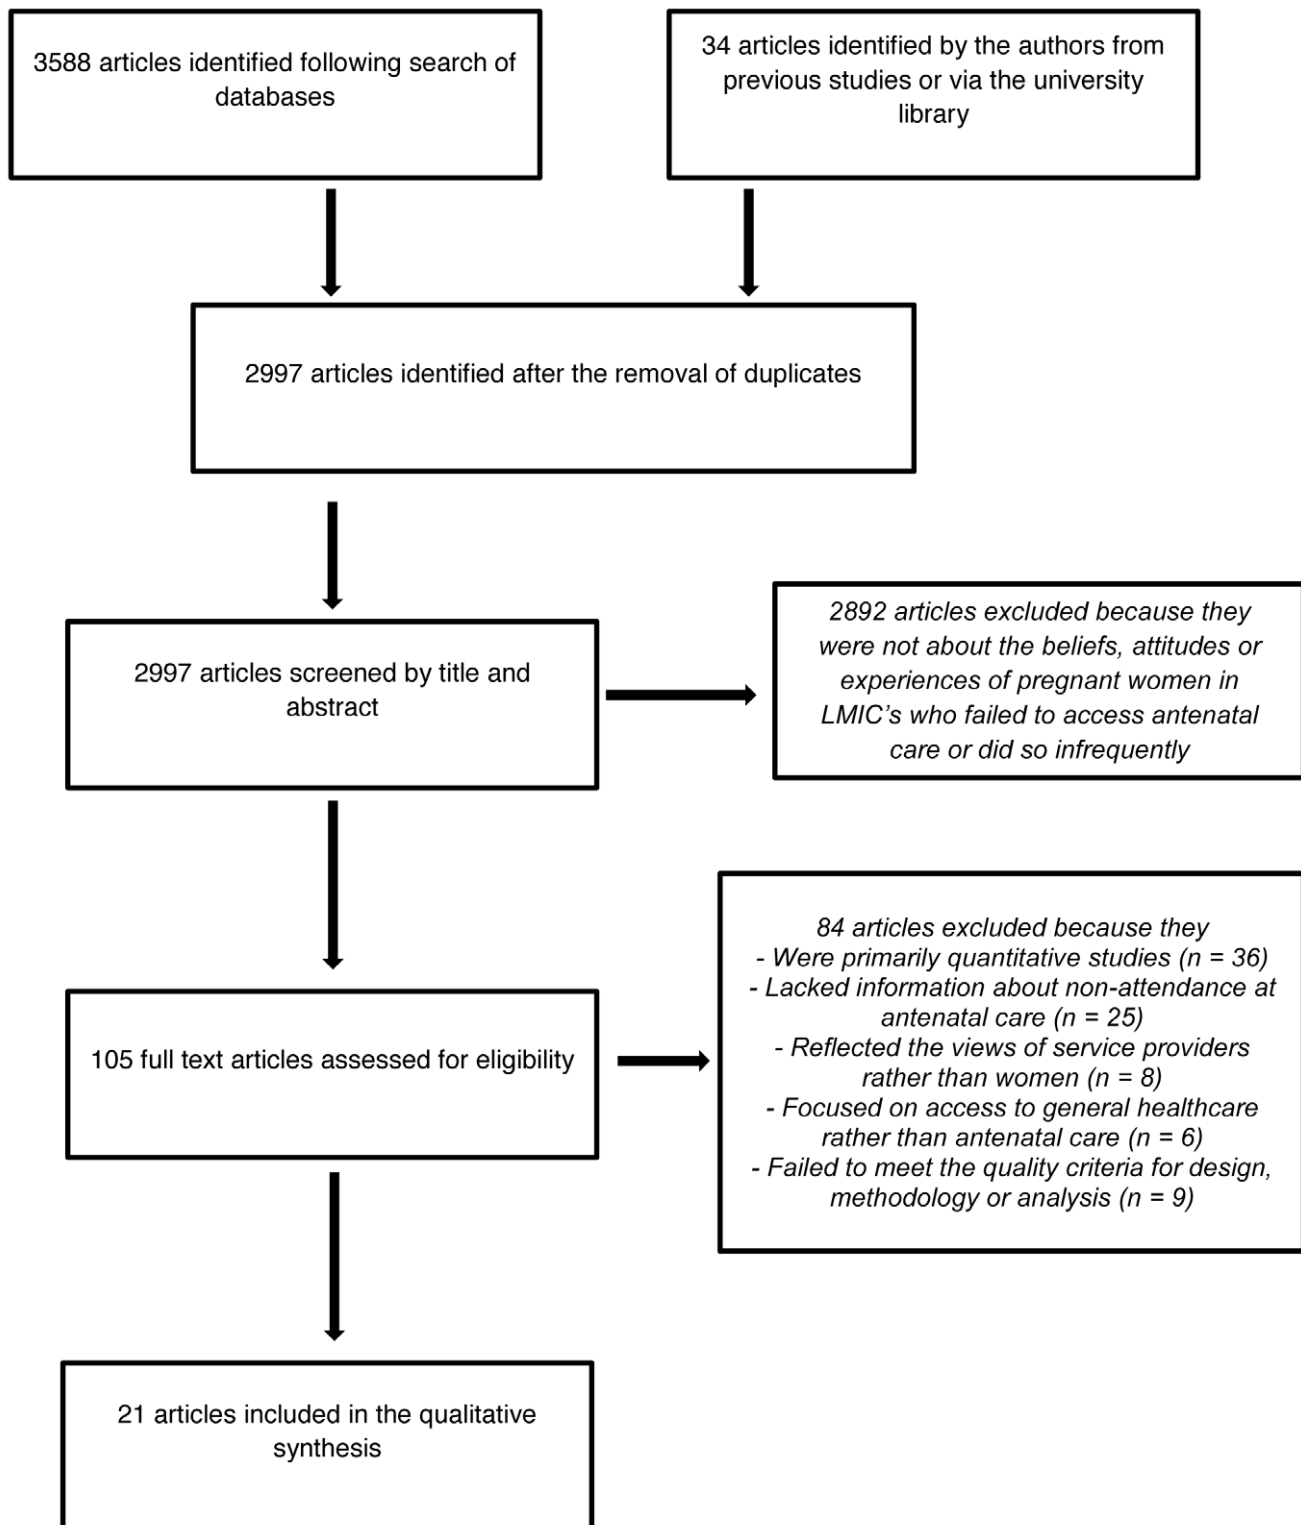 3588 articles identified following search of
databases
34 articles identified by the authors from
previous studies or via the university
library
2997 articles identified after the removal of duplicates
2997 articles screened by title and
abstract
2892 articles excluded because they
were not about the beliefs, attitudes or
experiences of pregnant women in
LMIC's who failed to access antenatal
care or did so infrequently
105 full text articles assessed for eligibility
84 articles excluded because they
- Were primarily quantitative studies (n = 36)
- Lacked information about non-attendance at
antenatal care (n = 25)
- Reflected the views of service providers
rather than women (n = 8)
- Focused on access to general healthcare
rather than antenatal care (n = 6)
- Failed to meet the quality criteria for design,
methodology or analysis (n = 9)
21 articles included in the qualitative
synthesis